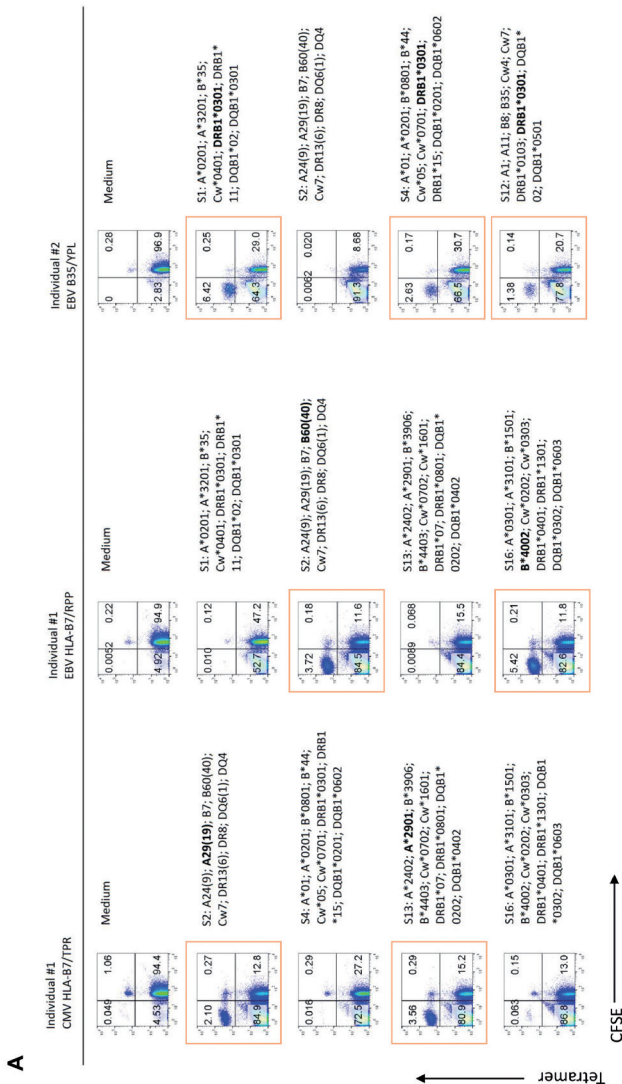 A
Individual #1
CMV HLA-B7/TPR
Medium
0.049
1.06
4.53
94.4
S2: A24(9); A29(19); B7; B60(40);
Cw7; DR13(6); DR8; DQ6(1); DQ4
2.10
0.27
84.9
12.8
S4: A*01; A*0201; B*0801; B*44;
Cw*05; Cw*0701; DRB1*0301; DRB1
*15; DQB1*0201; DQB1*0602
0.016
0.29
72.5
27.2
S13: A*2402; A*2901; B*3906;
B*4403; Cw*0702; Cw*1601;
DRB1*07; DRB1*0801; DQB1*
0202; DQB1*0402
3.56
0.29
80.9
15.2
S16: A*0301; A*3101; B*1501;
B*4002; Cw*0202; Cw*0303;
DRB1*0401; DRB1*1301; DQB1
*0302; DQB1*0603
0.063
0.15
86.8
13.0
Individual #1
EBV HLA-B7/RPP
Medium
0.0052
0.22
4.92
94.9
S1: A*0201; A*3201; B*35;
Cw*0401; DRB1*0301; DRB1*
11; DQB1*02; DQB1*0301
0.010
0.12
52.7
47.2
S2: A24(9); A29(19); B7; B60(40);
Cw7; DR13(6); DR8; DQ6(1); DQ4
3.72
0.18
84.5
11.6
S13: A*2402; A*2901; B*3906;
B*4403; Cw*0702; Cw*1601;
DRB1*07; DRB1*0801; DQB1*
0202; DQB1*0402
0.0089
0.068
84.4
15.5
S16: A*0301; A*3101; B*1501;
B*4002; Cw*0202; Cw*0303;
DRB1*0401; DRB1*1301;
DQB1*0302; DQB1*0603
5.42
0.21
82.6
11.8
Individual #2
EBV B35/YPL
Medium
0
0.28
2.83
96.9
S1: A*0201; A*3201; B*35;
Cw*0401; DRB1*0301; DRB1*
11; DQB1*02; DQB1*0301
6.42
0.25
64.3
29.0
S2: A24(9); A29(19); B7; B60(40);
Cw7; DR13(6); DR8; DQ6(1); DQ4
0.0062
0.020
91.3
8.68
S4: A*01; A*0201; B*0801; B*44;
Cw*05; Cw*0701; DRB1*0301;
DRB1*15; DQB1*0201; DQB1*0602
2.63
0.17
66.5
30.7
S12: A1; A11; B8; B35; Cw4; Cw7;
DRB1*0103; DRB1*0301; DQB1*
02; DQB1*0501
1.38
0.14
77.8
20.7
Tetramer
CFSE